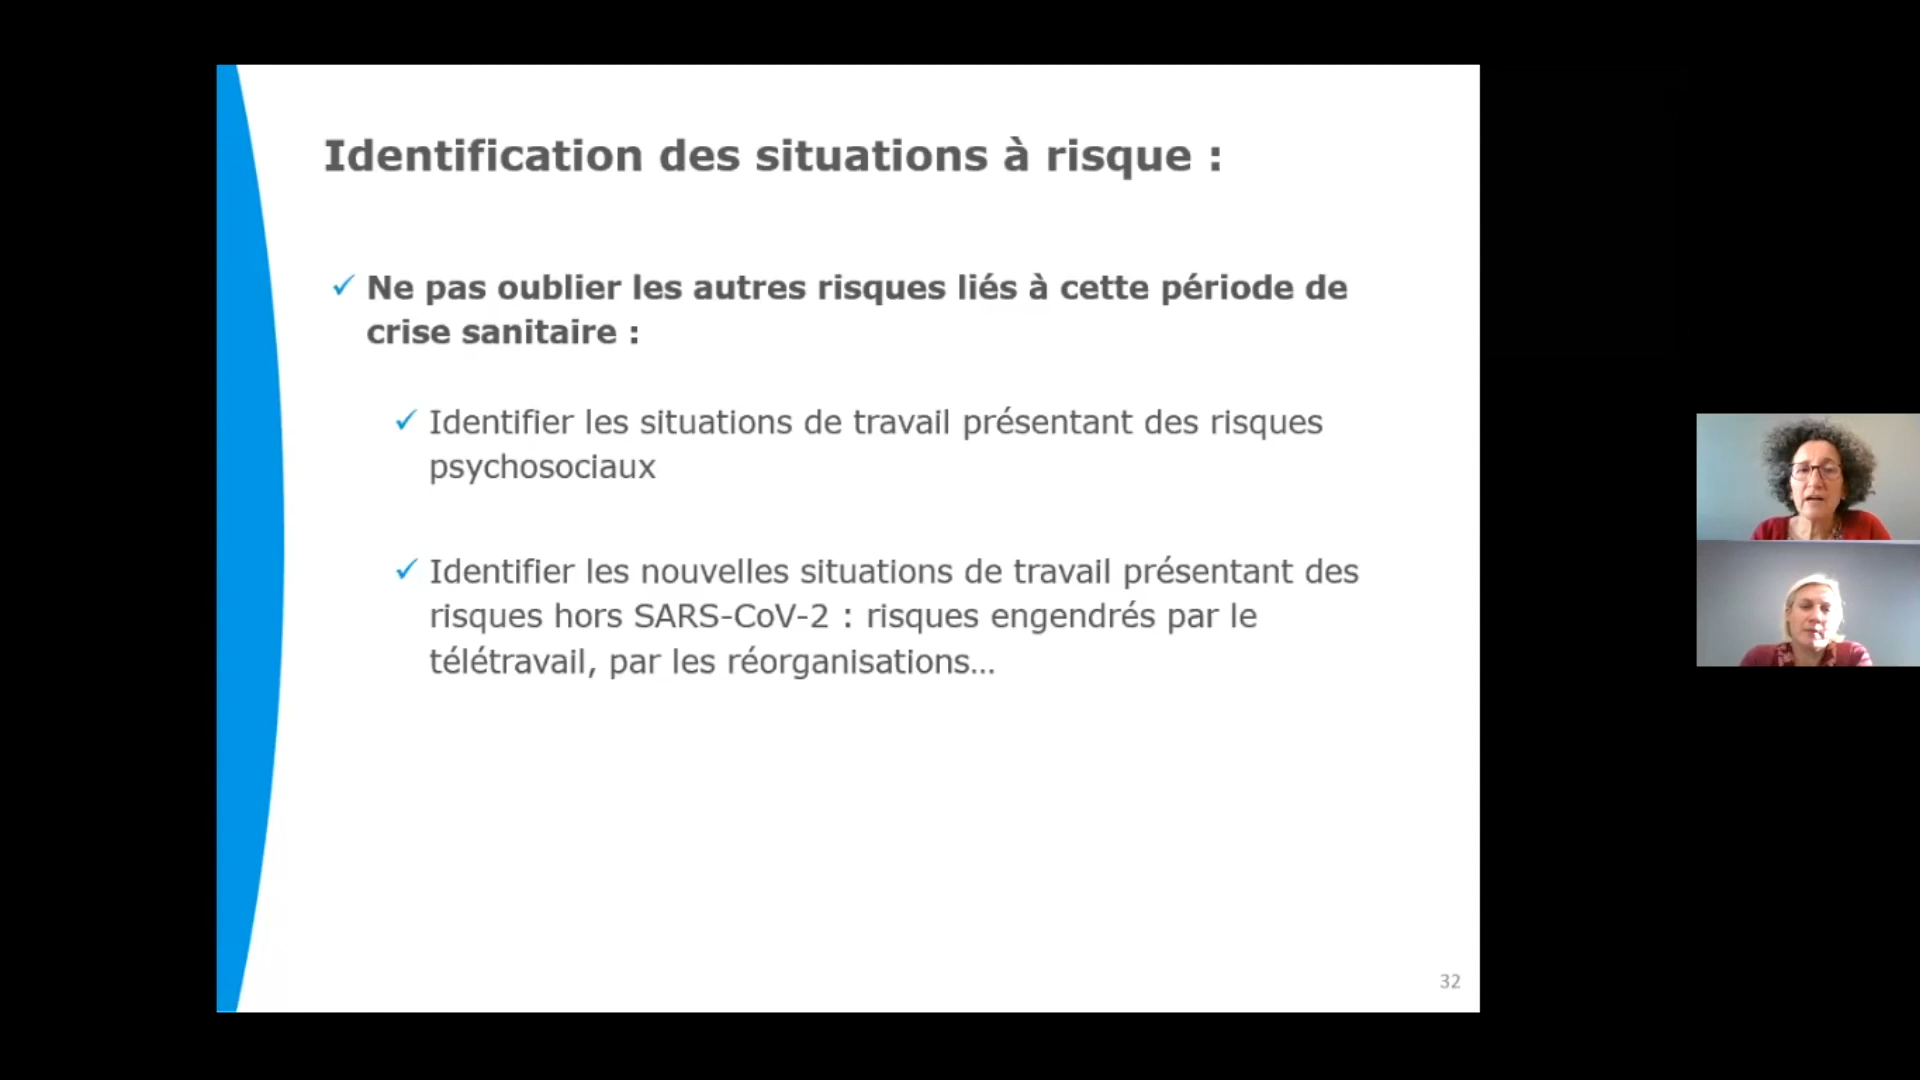 Identification des situations à risque :
Ne pas oublier les autres risques liés à cette période de
crise sanitaire :
Identifier les situations de travail présentant des risques
psychosociaux
Identifier les nouvelles situations de travail présentant des
risques hors SARS-CoV-2 : risques engendrés par le
télétravail, par les réorganisations…
32